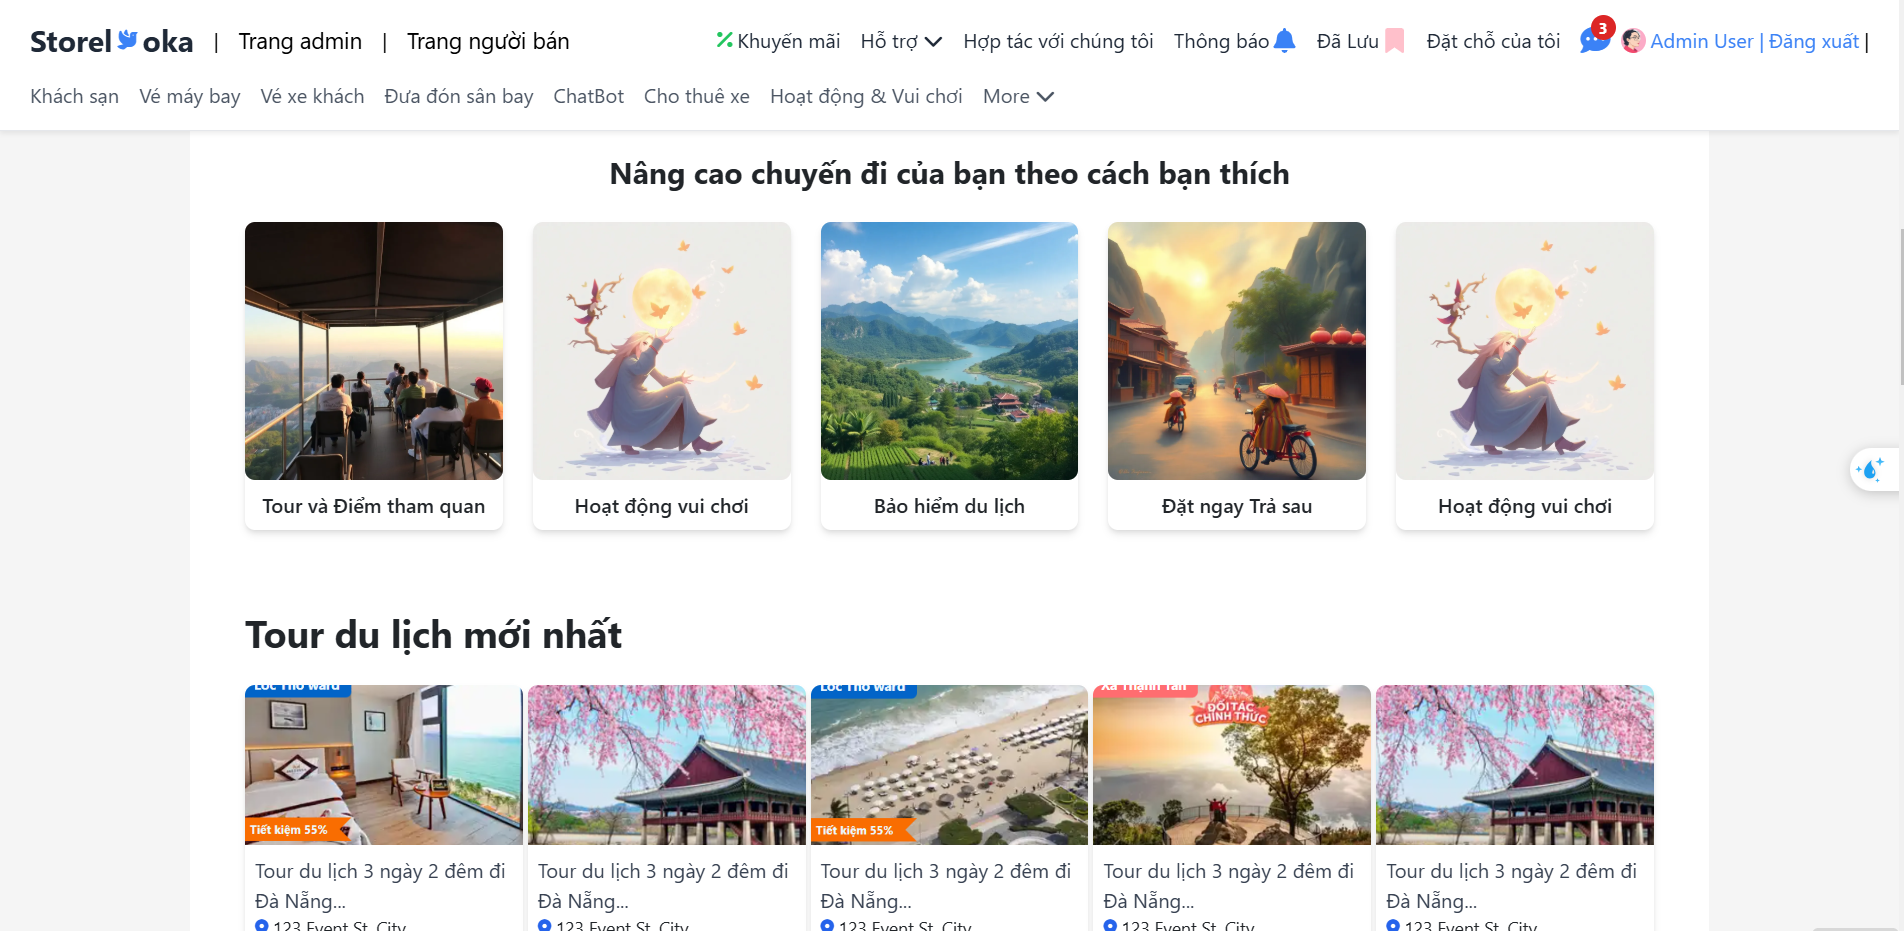 Storel oka | Trang admin | Trang người bán
Khuyến mãi Hỗ trợ Hợp tác với chúng tôi Thông báo Đã Lưu Đặt chỗ của tôi 3 Admin User | Đăng xuất |
Khách sạn Vé máy bay Vé xe khách Đưa đón sân bay ChatBot Cho thuê xe Hoạt động & Vui chơi More
Nâng cao chuyến đi của bạn theo cách bạn thích
Tour và Điểm tham quan
Hoạt động vui chơi
Bảo hiểm du lịch
Đặt ngay Trả sau
Hoạt động vui chơi
Tour du lịch mới nhất
Lộc Thọ ward
Tiết kiệm 55%
Tour du lịch 3 ngày 2 đêm đi
Đà Nẵng...
123 Event St, City
Tour du lịch 3 ngày 2 đêm đi
Đà Nẵng...
123 Event St, City
Lộc Thọ ward
Tiết kiệm 55%
Tour du lịch 3 ngày 2 đêm đi
Đà Nẵng...
123 Event St, City
Xã Thạnh Tân
ĐỐI TÁC
CHÍNH THỨC
Tour du lịch 3 ngày 2 đêm đi
Đà Nẵng...
123 Event St, City
Tour du lịch 3 ngày 2 đêm đi
Đà Nẵng...
123 Event St, City